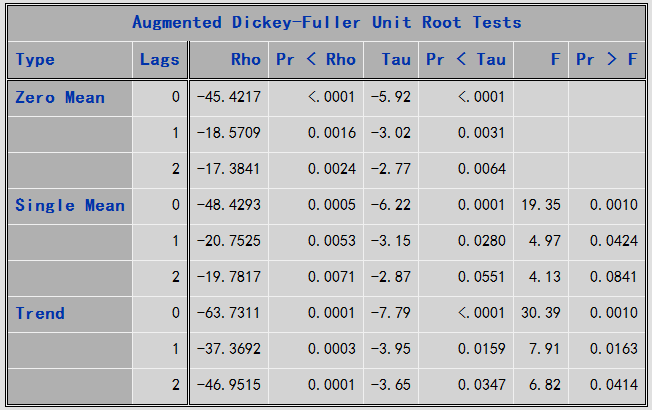 Augmented Dickey-Fuller Unit Root Tests
Type Lags Rho Pr < Rho Tau Pr < Tau F Pr > F
Zero Mean 0 -45.4217 <.0001 -5.92 <.0001
1 -18.5709 0.0016 -3.02 0.0031
2 -17.3841 0.0024 -2.77 0.0064
Single Mean 0 -48.4293 0.0005 -6.22 0.0001 19.35 0.0010
1 -20.7525 0.0053 -3.15 0.0280 4.97 0.0424
2 -19.7817 0.0071 -2.87 0.0551 4.13 0.0841
Trend 0 -63.7311 0.0001 -7.79 <.0001 30.39 0.0010
1 -37.3692 0.0003 -3.95 0.0159 7.91 0.0163
2 -46.9515 0.0001 -3.65 0.0347 6.82 0.0414